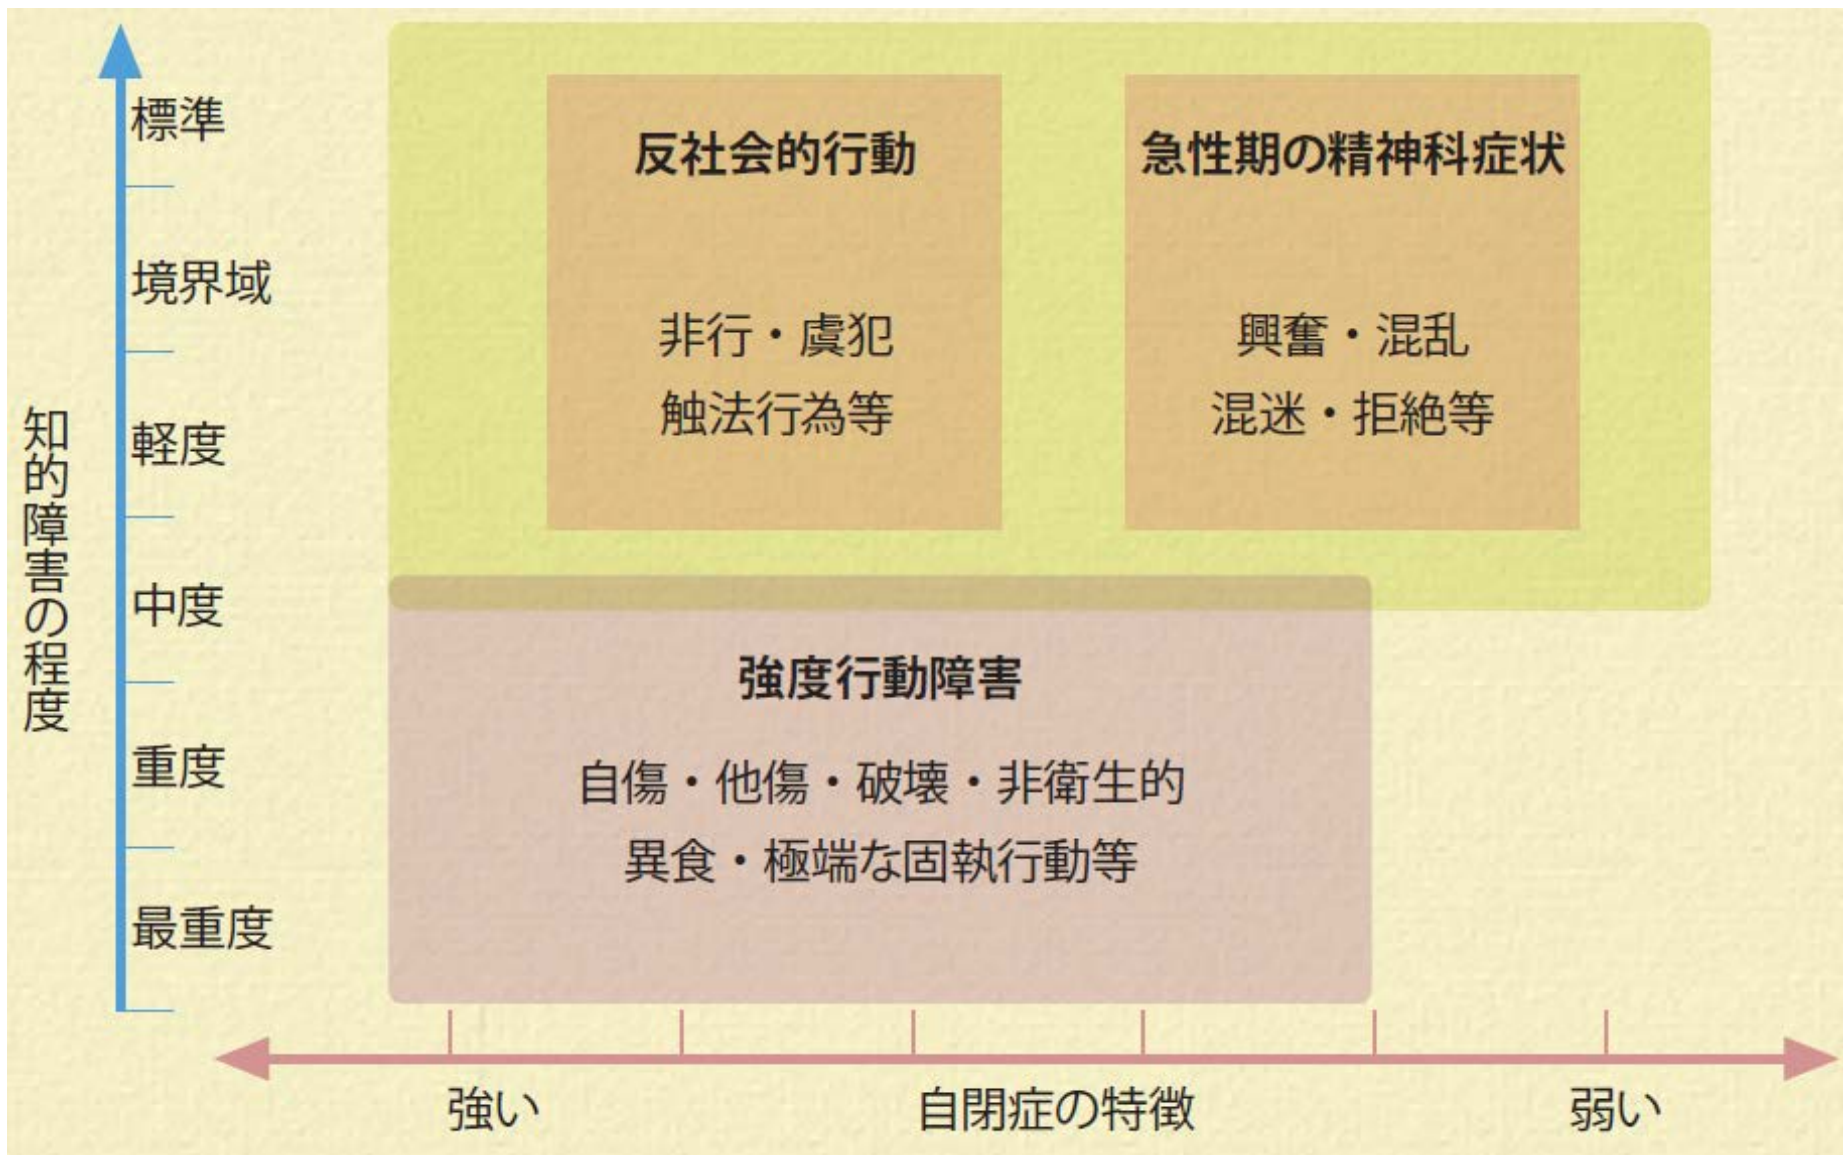 標準
境界域
軽度
中度
重度
最重度
知的障害の程度
反社会的行動
非行・虞犯
触法行為等
急性期の精神科症状
興奮・混乱
混迷・拒絶等
強度行動障害
自傷・他傷・破壊・非衛生的
異食・極端な固執行動等
強い
自閉症の特徴
弱い